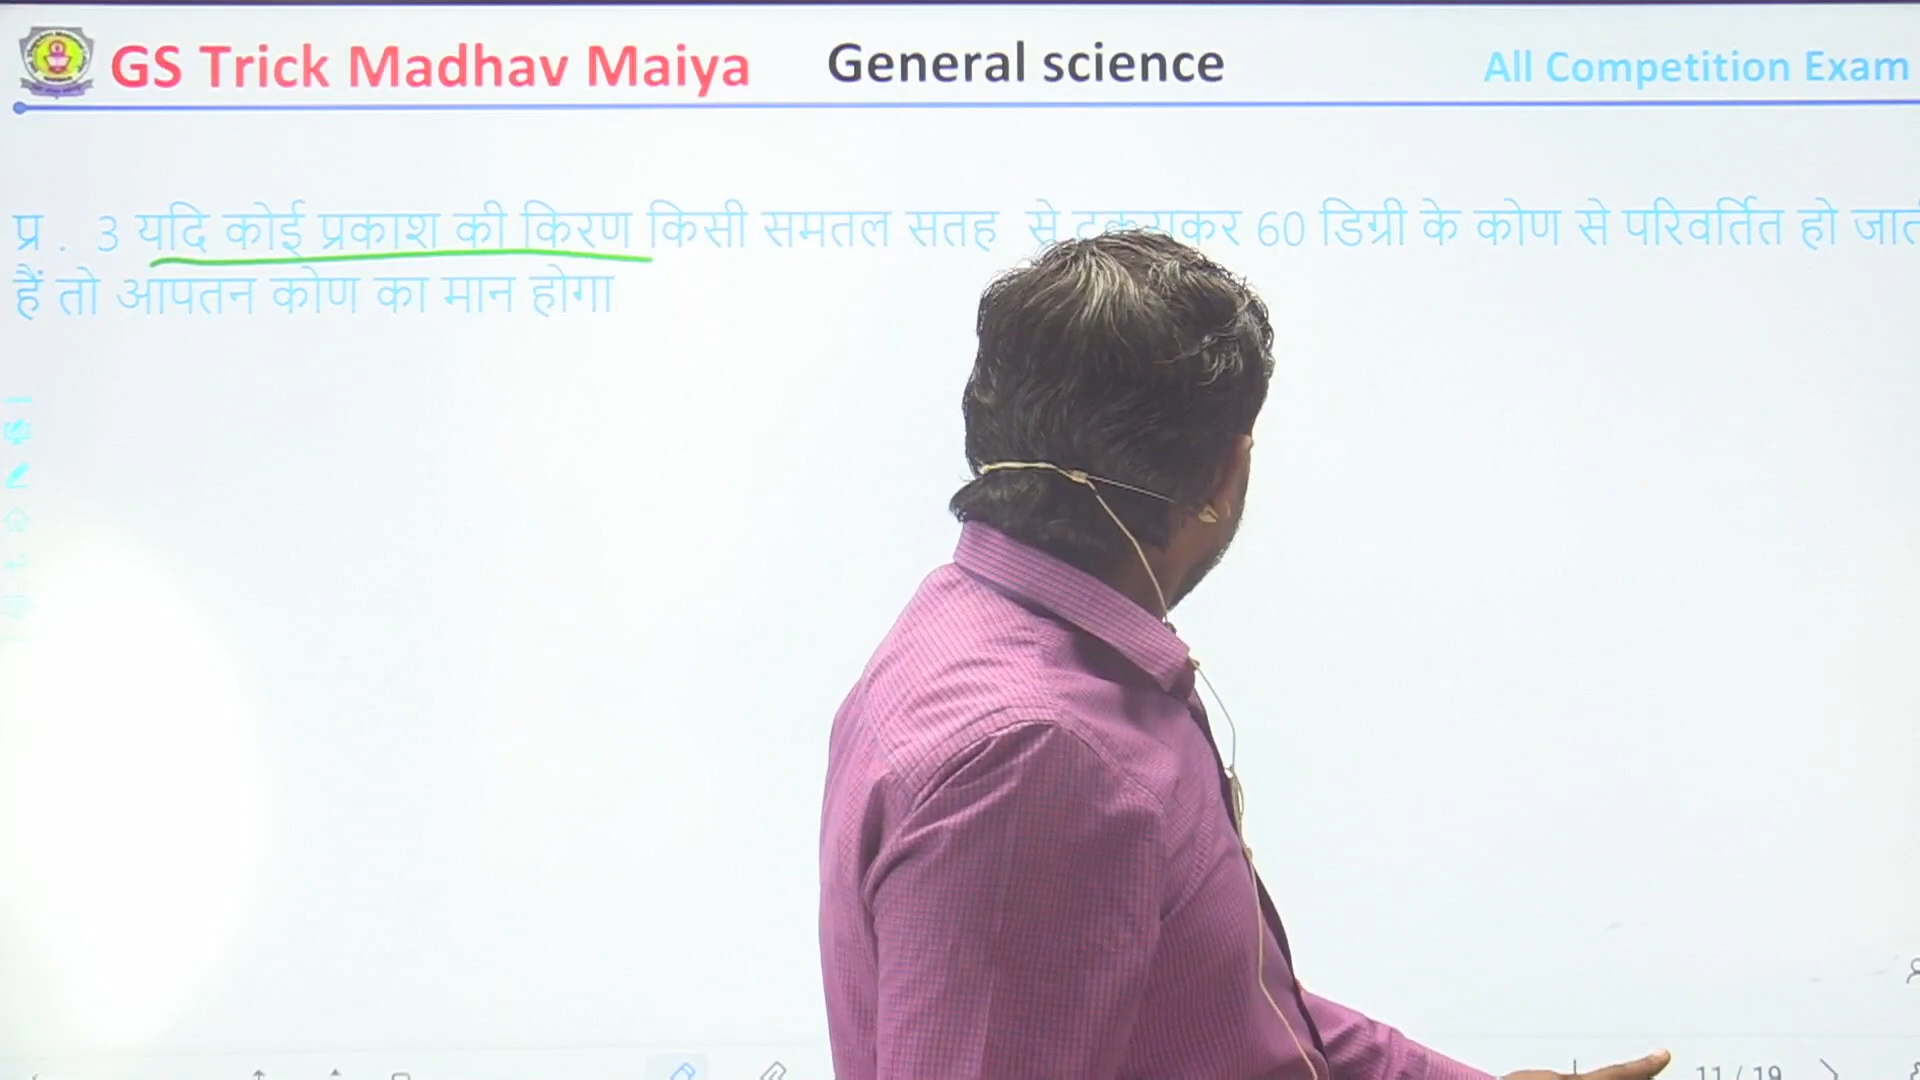 GS Trick Madhav Maiya General science All Competition Exam
प्र . 3 यदि कोई प्रकाश की किरण किसी समतल सतह से टकराकर 60 डिग्री के कोण से परिवर्तित हो जाती
हैं तो आपतन कोण का मान होगा
11 / 19